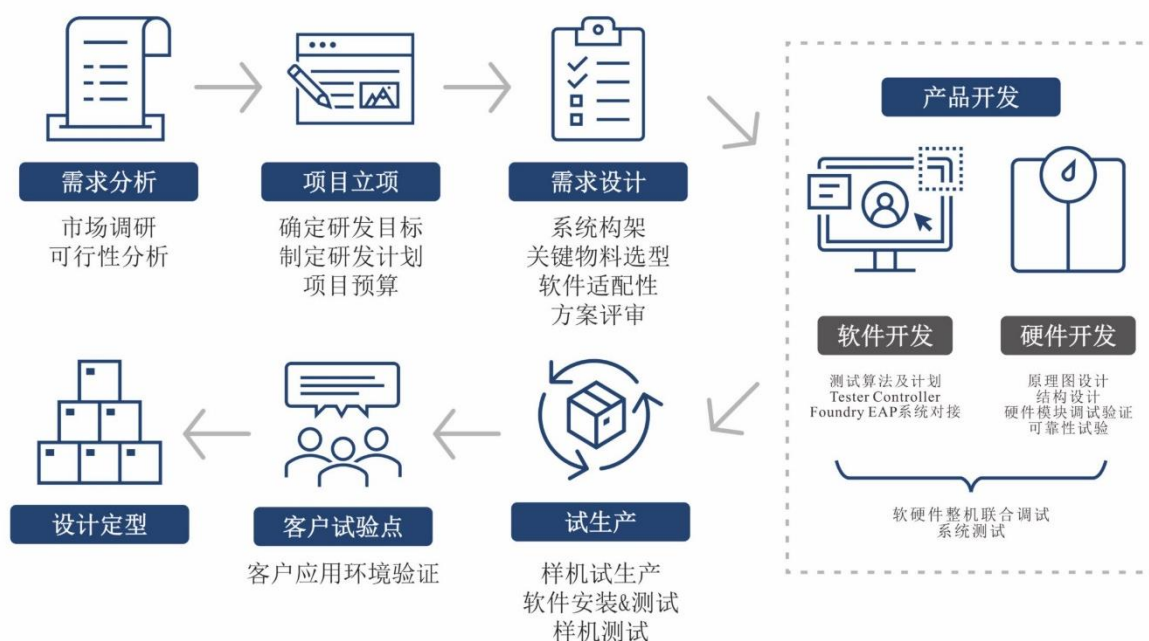 需求分析
市场调研
可行性分析
项目立项
确定研发目标
制定研发计划
项目预算
需求设计
系统构架
关键物料选型
软件适配性
方案评审
产品开发
软件开发
测试算法及计划
Tester Controller
Foundry EAP系统对接
硬件开发
原理图设计
结构设计
硬件模块调试验证
可靠性试验
软硬件整机联合调试
系统测试
试生产
样机试生产
软件安装&测试
样机测试
客户试验点
客户应用环境验证
设计定型